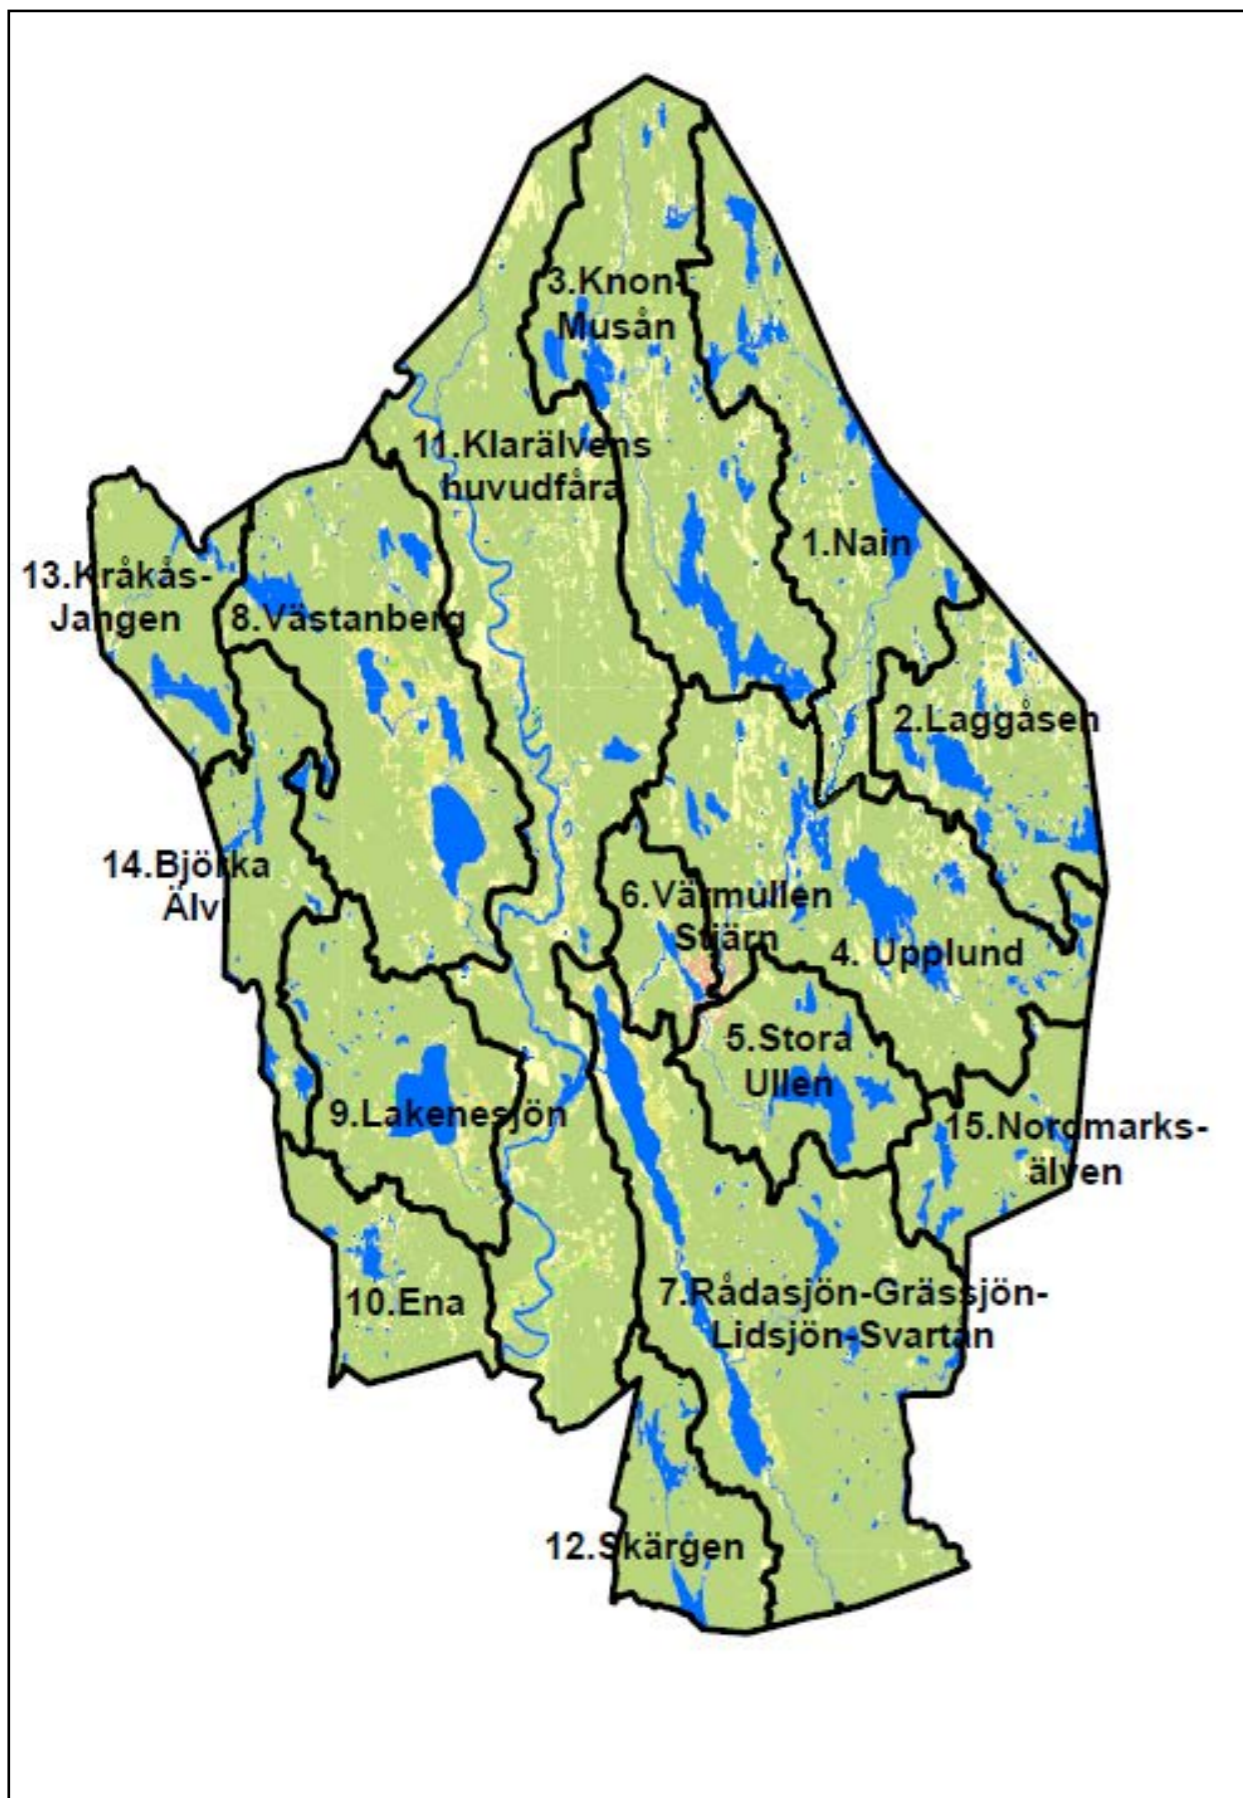 3.Knon-
Musån
11.Klarälvens
huvudfåra
1.Nain
13.Kråkås-
Jangen
8.Västanberg
2.Laggåsen
14.Björka
Älv
6.Värmullen
Stjärn
4. Upplund
5.Stora
Ullen
9.Lakenesjön
15.Nordmarks-
älven
10.Ena
7.Rådasjön-Grässjön-
Lidsjön-Svartån
12.Skärgen